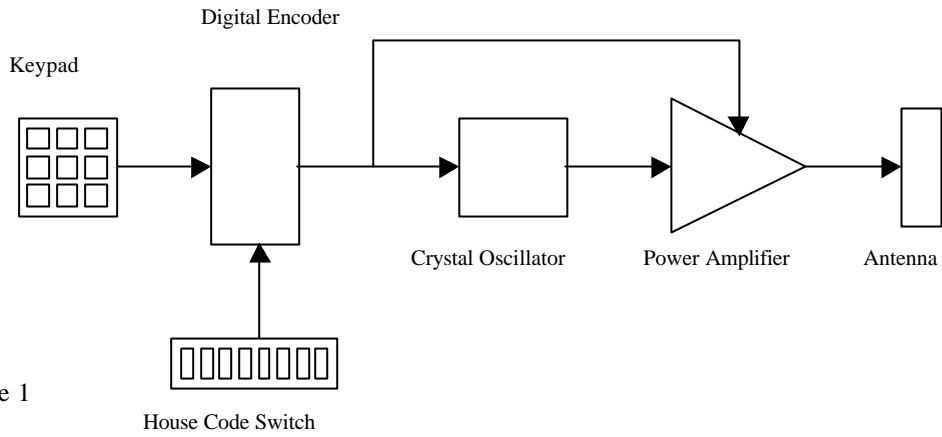 Digital Encoder
Keypad
Crystal Oscillator
Power Amplifier
Antenna
e 1
House Code Switch